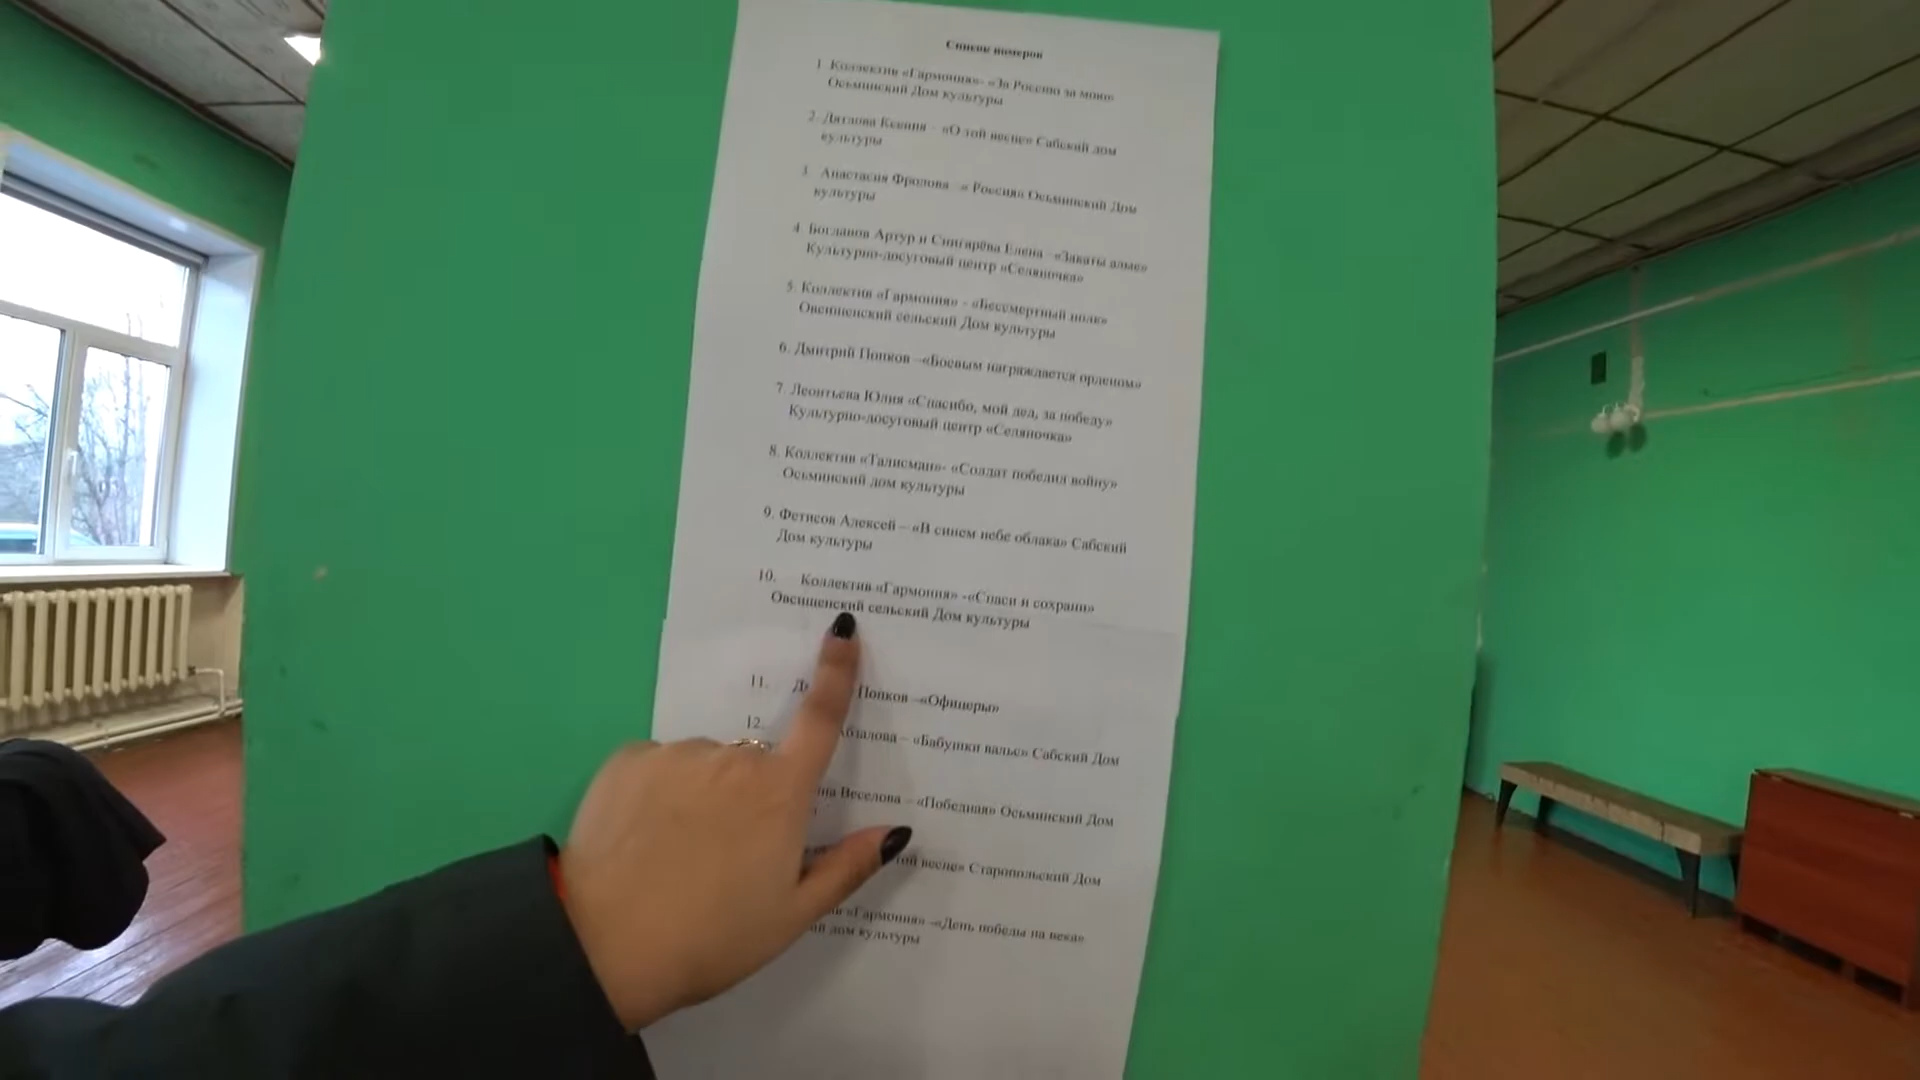 Список номеров
1 Коллектив «Гармония»- «За Россию за мою»
Осьминский Дом культуры
2. Дятлова Ксения – «О той весне» Сабский дом
культуры
3. Анастасия Фролова –« Россия» Осьминский Дом
культуры
4. Богданов Артур и Снигарёва Елена – «Закаты алые»
Культурно-досуговый центр «Селяночка»
5. Коллектив «Гармония» - «Бессмертный полк»
Овсищенский сельский Дом культуры
6. Дмитрий Попков –«Боевым награждается орденом»
7. Леонтьева Юлия «Спасибо, мой дед, за победу»
Культурно-досуговый центр «Селяночка»
8. Коллектив «Талисман»- «Солдат победил войну»
Осьминский дом культуры
9. Фетисов Алексей – «В синем небе облака» Сабский
Дом культуры
10. Коллектив «Гармония» -«Спаси и сохрани»
Овсищенский сельский Дом культуры
11. Попков –«Офицеры»
12. – «Бабушки вальс» Сабский Дом
Веселова – «Победная» Осьминский Дом
той весне» Старопольский Дом
«Гармония» –«День победы на века»
дом культуры